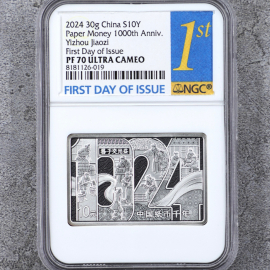 2024 30g China S10Y
Paper Money 1000th Anniv.
Yizhou Jiaozi
First Day of Issue
PF 70 ULTRA CAMEO
8181126-019
1st
NGC
FIRST DAY OF ISSUE
1024
中国纸币千年